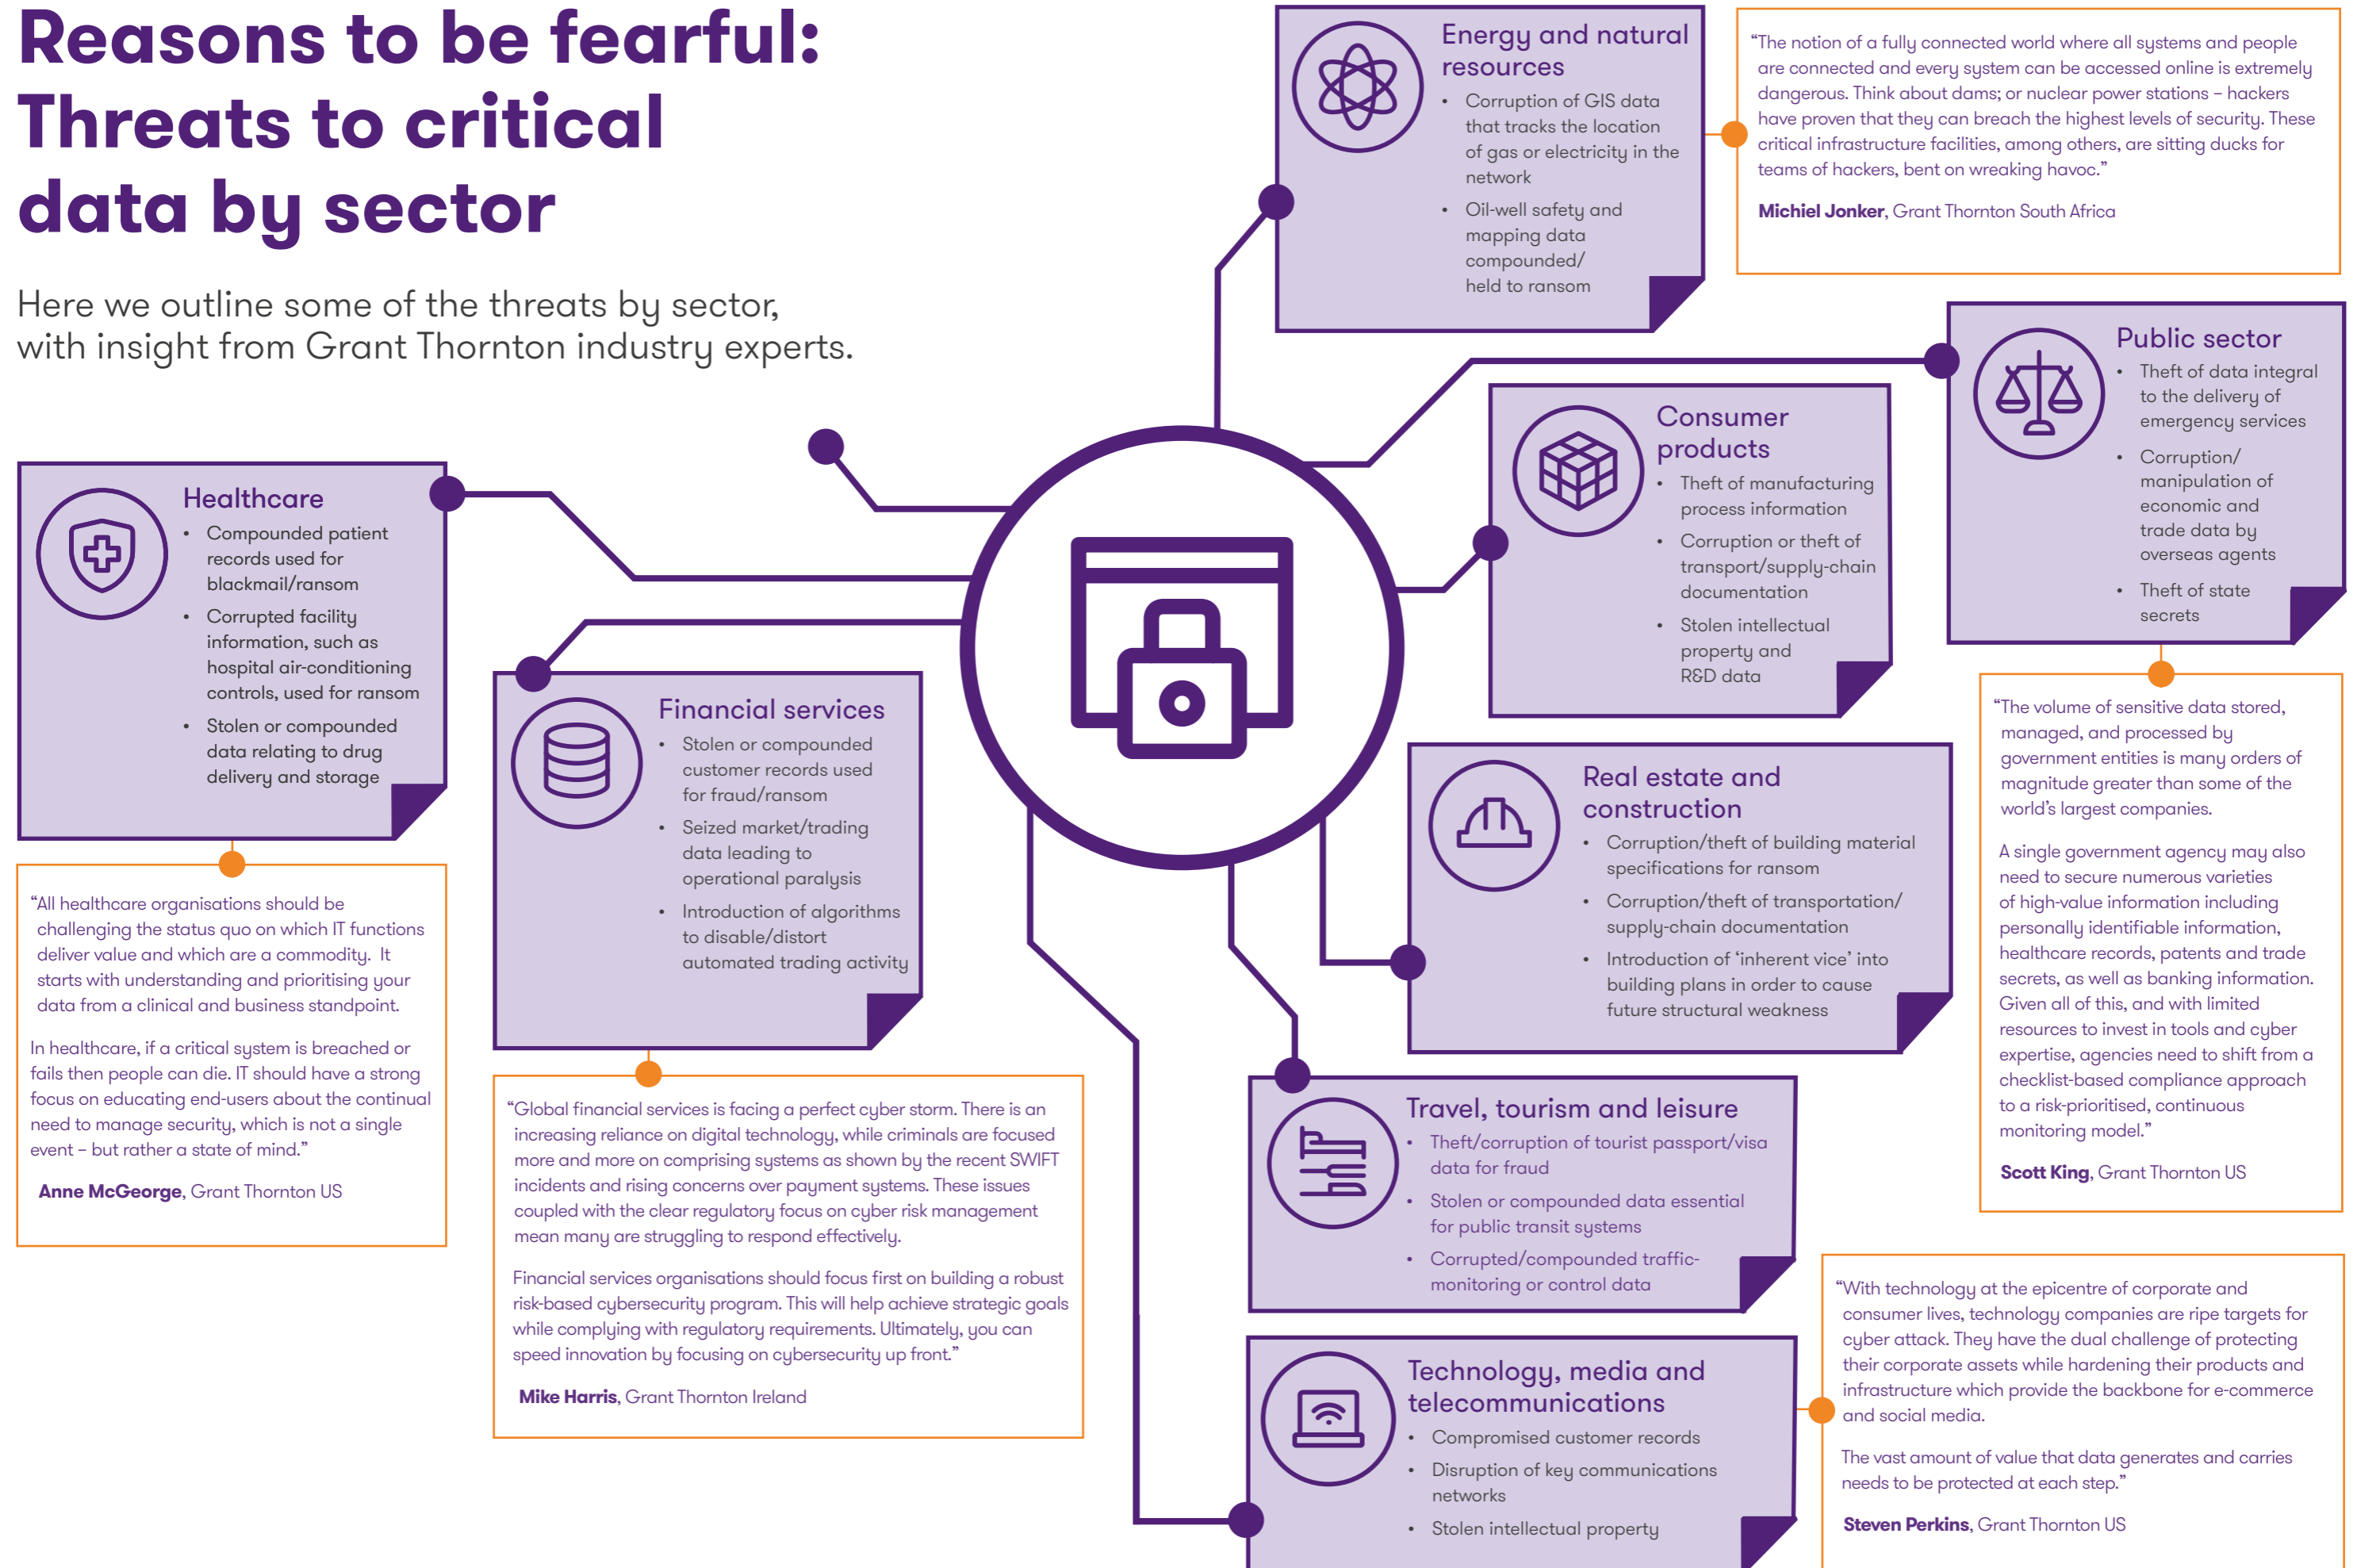 Reasons to be fearful:
Threats to critical
data by sector
Here we outline some of the threats by sector,
with insight from Grant Thornton industry experts.
Healthcare
• Compounded patient
records used for
blackmail/ransom
• Corrupted facility
information, such as
hospital air-conditioning
controls, used for ransom
• Stolen or compounded
data relating to drug
delivery and storage
“All healthcare organisations should be
challenging the status quo on which IT functions
deliver value and which are a commodity.  It
starts with understanding and prioritising your
data from a clinical and business standpoint.
In healthcare, if a critical system is breached or
fails then people can die. IT should have a strong
focus on educating end-users about the continual
need to manage security, which is not a single
event – but rather a state of mind.”
Anne McGeorge, Grant Thornton US
Financial services
• Stolen or compounded
customer records used
for fraud/ransom
• Seized market/trading
data leading to
operational paralysis
• Introduction of algorithms
to disable/distort
automated trading activity
“Global financial services is facing a perfect cyber storm. There is an
increasing reliance on digital technology, while criminals are focused
more and more on comprising systems as shown by the recent SWIFT
incidents and rising concerns over payment systems. These issues
coupled with the clear regulatory focus on cyber risk management
mean many are struggling to respond effectively.
Financial services organisations should focus first on building a robust
risk-based cybersecurity program. This will help achieve strategic goals
while complying with regulatory requirements. Ultimately, you can
speed innovation by focusing on cybersecurity up front.”
Mike Harris, Grant Thornton Ireland
Energy and natural
resources
• Corruption of GIS data
that tracks the location
of gas or electricity in the
network
• Oil-well safety and
mapping data
compounded/
held to ransom
“The notion of a fully connected world where all systems and people
are connected and every system can be accessed online is extremely
dangerous. Think about dams; or nuclear power stations – hackers
have proven that they can breach the highest levels of security. These
critical infrastructure facilities, among others, are sitting ducks for
teams of hackers, bent on wreaking havoc.”
Michiel Jonker, Grant Thornton South Africa
Public sector
• Theft of data integral
to the delivery of
emergency services
• Corruption/
manipulation of
economic and
trade data by
overseas agents
• Theft of state
secrets
“The volume of sensitive data stored,
managed, and processed by
government entities is many orders of
magnitude greater than some of the
world’s largest companies.
A single government agency may also
need to secure numerous varieties
of high-value information including
personally identifiable information,
healthcare records, patents and trade
secrets, as well as banking information.
Given all of this, and with limited
resources to invest in tools and cyber
expertise, agencies need to shift from a
checklist-based compliance approach
to a risk-prioritised, continuous
monitoring model.”
Scott King, Grant Thornton US
Consumer
products
• Theft of manufacturing
process information
• Corruption or theft of
transport/supply-chain
documentation
• Stolen intellectual
property and
R&D data
Real estate and
construction
• Corruption/theft of building material
specifications for ransom
• Corruption/theft of transportation/
supply-chain documentation
• Introduction of ‘inherent vice’ into
building plans in order to cause
future structural weakness
Travel, tourism and leisure
• Theft/corruption of tourist passport/visa
data for fraud
• Stolen or compounded data essential
for public transit systems
• Corrupted/compounded traffic-
monitoring or control data
Technology, media and
telecommunications
• Compromised customer records
• Disruption of key communications
networks
• Stolen intellectual property
“With technology at the epicentre of corporate and
consumer lives, technology companies are ripe targets for
cyber attack. They have the dual challenge of protecting
their corporate assets while hardening their products and
infrastructure which provide the backbone for e-commerce
and social media.
The vast amount of value that data generates and carries
needs to be protected at each step.”
Steven Perkins, Grant Thornton US